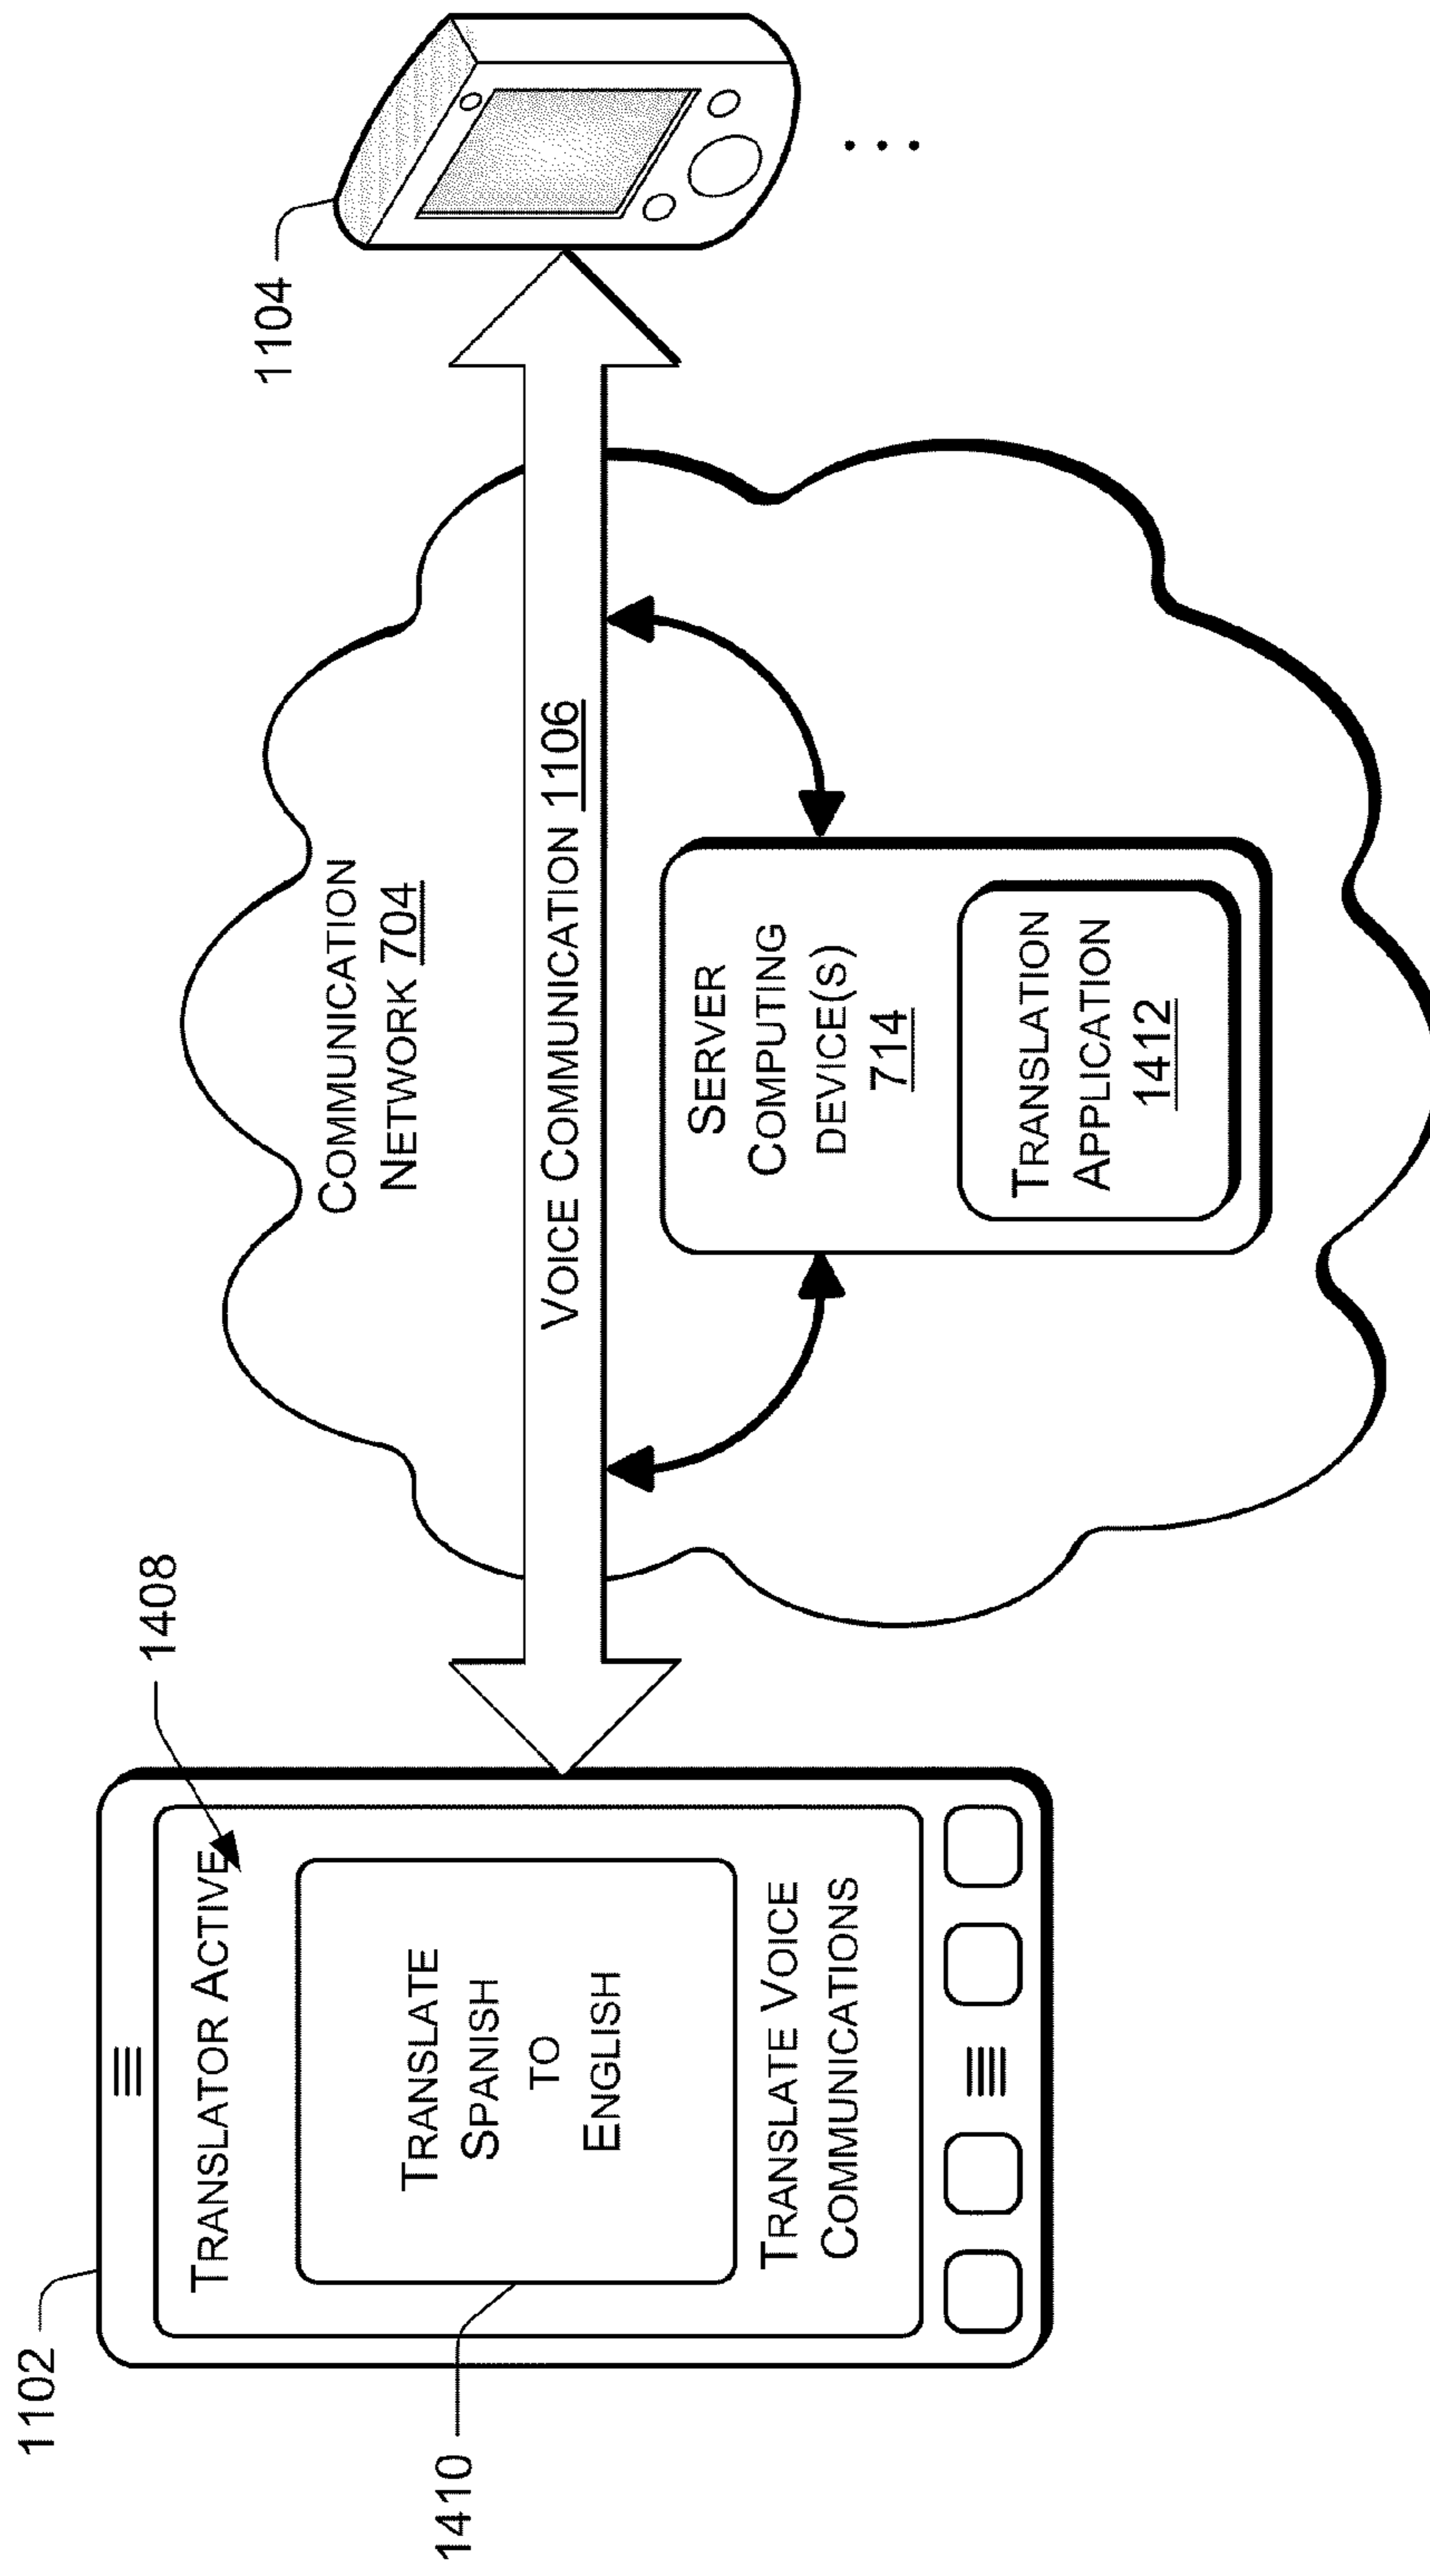 1102
1408
TRANSLATOR ACTIVE
TRANSLATE
SPANISH
TO
ENGLISH
1410
TRANSLATE VOICE
COMMUNICATIONS
COMMUNICATION
NETWORK 704
VOICE COMMUNICATION 1106
SERVER
COMPUTING
DEVICE(S)
714
TRANSLATION
APPLICATION
1412
1104